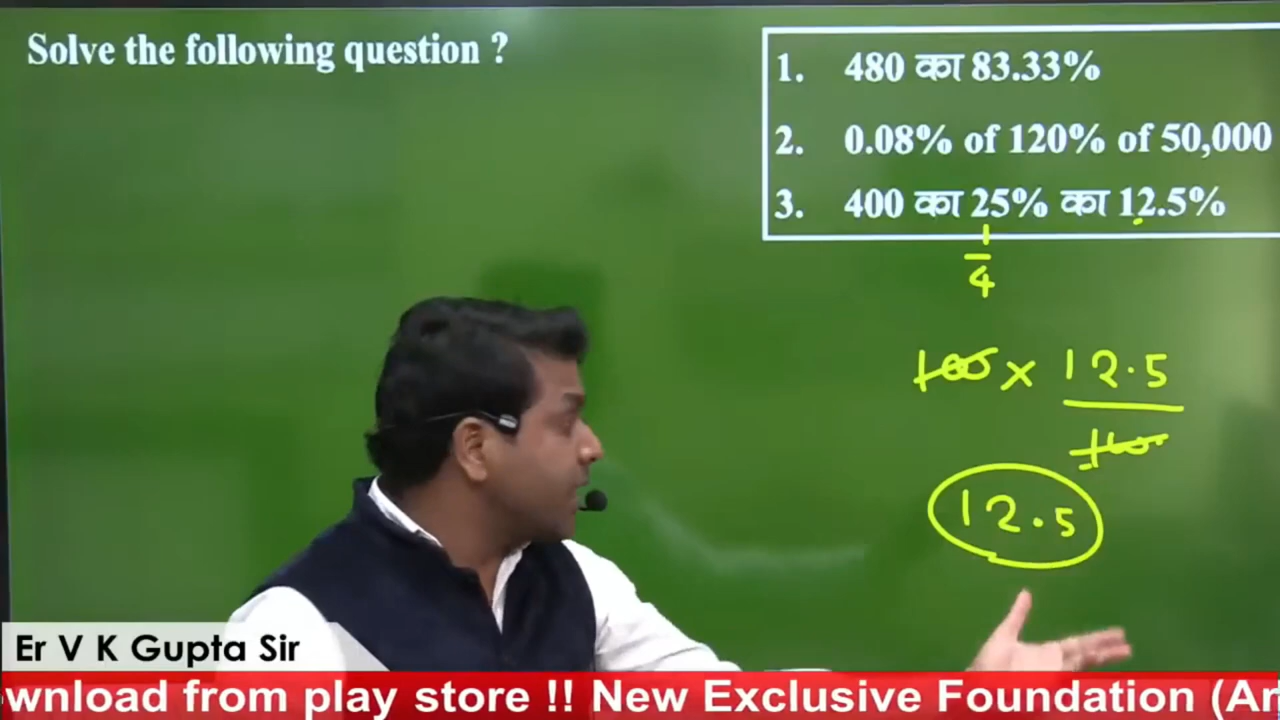 Solve the following question ?
1. 480 का 83.33%
2. 0.08% of 120% of 50,000
3. 400 का 25% का 12.5%
1
4
100 × 12.5
100
12.5
Er V K Gupta Sir
wnload from play store !! New Exclusive Foundation (Ar